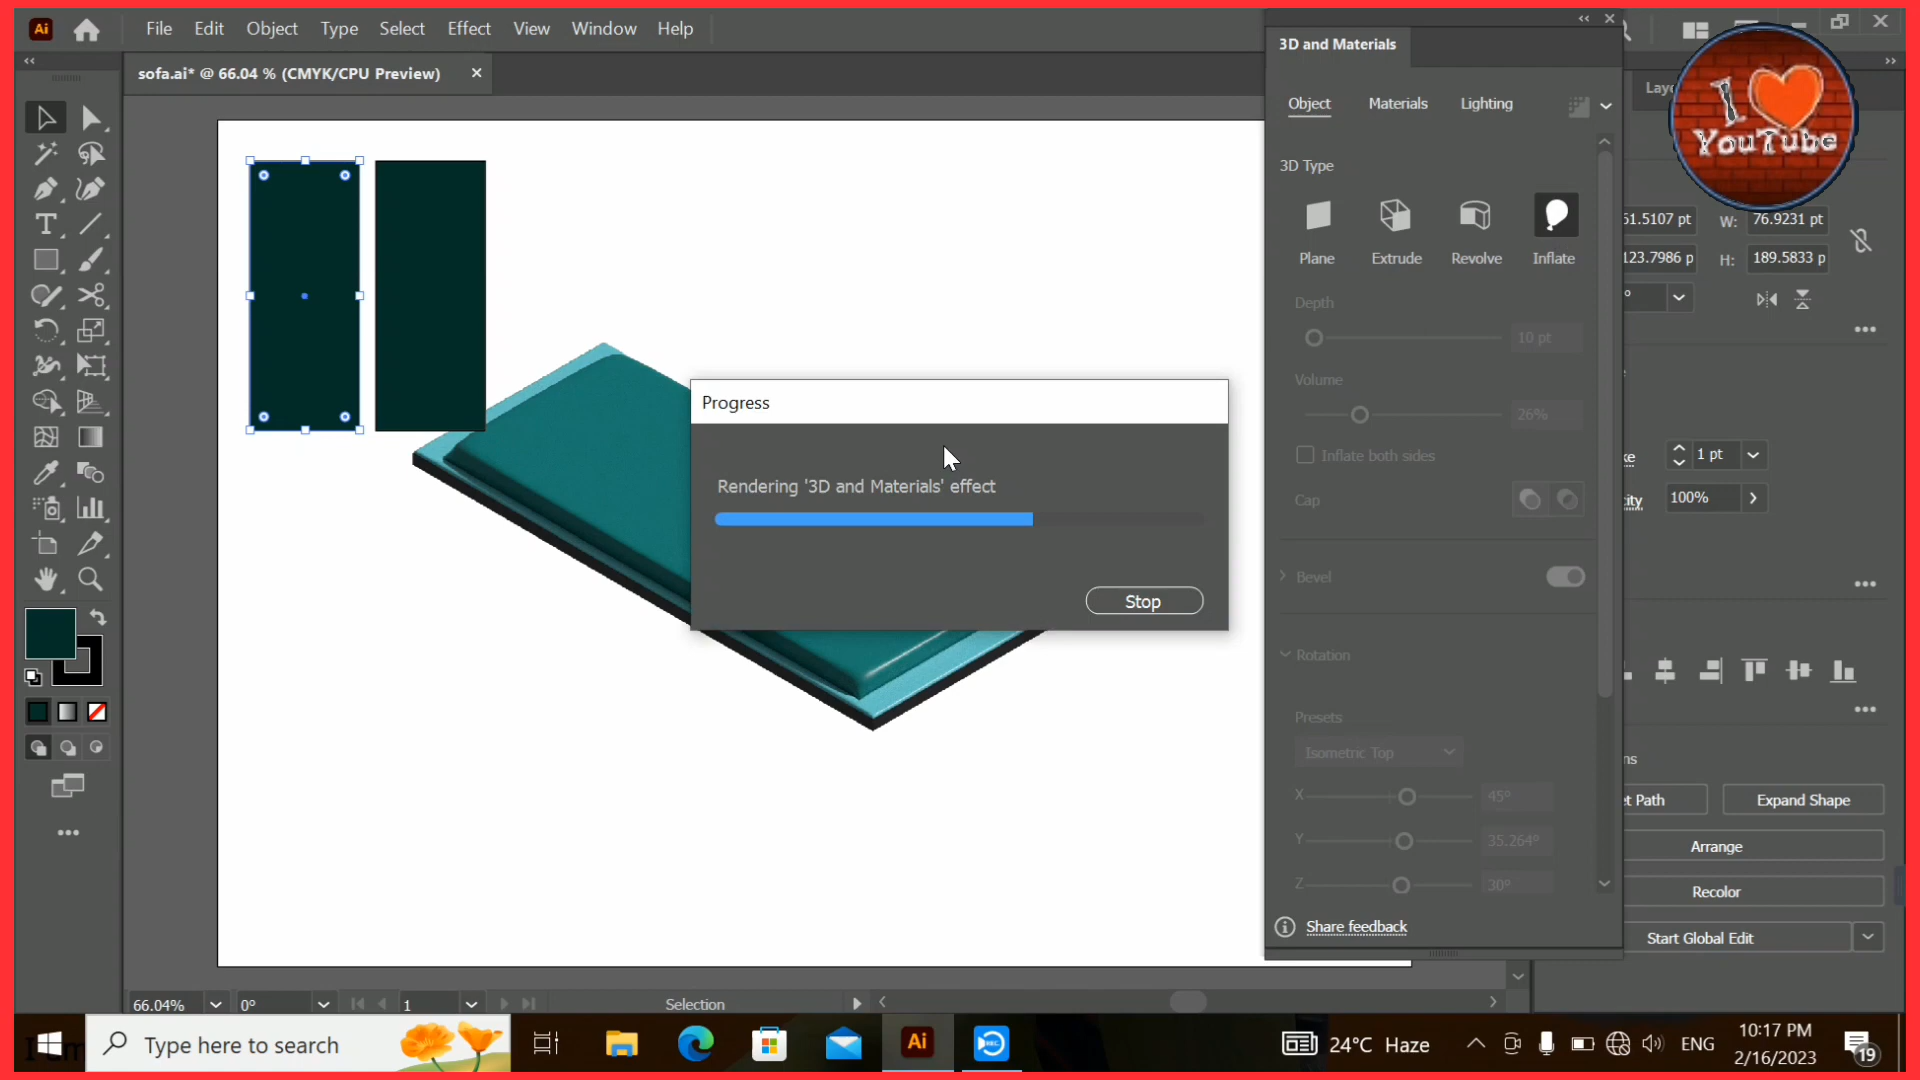 Ai File Edit Object Type Select Effect View Window Help
sofa.ai* @ 66.04 % (CMYK/CPU Preview)
3D and Materials
Object Materials Lighting
3D Type
Plane Extrude Revolve Inflate
Depth
10 pt
Volume
26%
Inflate both sides
Cap
Bevel
Rotation
Presets
Isometric Top
X 45°
Y 35.264°
Z 30°
Share feedback
Progress
Rendering '3D and Materials' effect
Stop
I
YouTube
W: 76.9231 pt
123.7986 p H: 189.5833 p
1 pt
100%
Expand Shape
Arrange
Recolor
Start Global Edit
66.04% 0° 1 Selection
Type here to search
Ai
24°C Haze
ENG
10:17 PM
2/16/2023
19